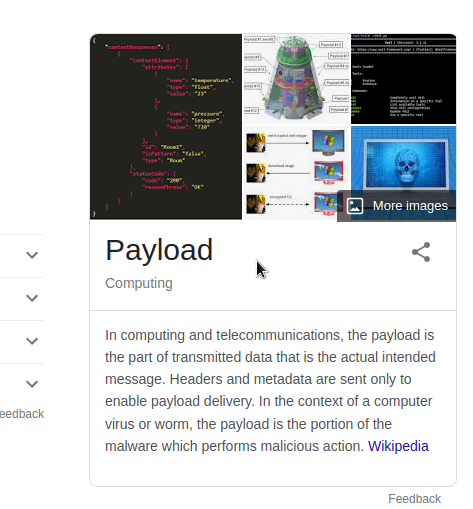 {
"contextResponses": [
{
"contextElement": {
"attributes": [
{
"name": "temperature",
"type": "float",
"value": "23"
},
{
"name": "pressure",
"type": "integer",
"value": "720"
}
],
"id": "Room1",
"isPattern": "false",
"type": "Room"
},
"statusCode": {
"code": "200",
"reasonPhrase": "OK"
}
}
]
}
More images
Payload
Computing
In computing and telecommunications, the payload is
the part of transmitted data that is the actual intended
message. Headers and metadata are sent only to
enable payload delivery. In the context of a computer
virus or worm, the payload is the portion of the
malware which performs malicious action. Wikipedia
eedback
Feedback